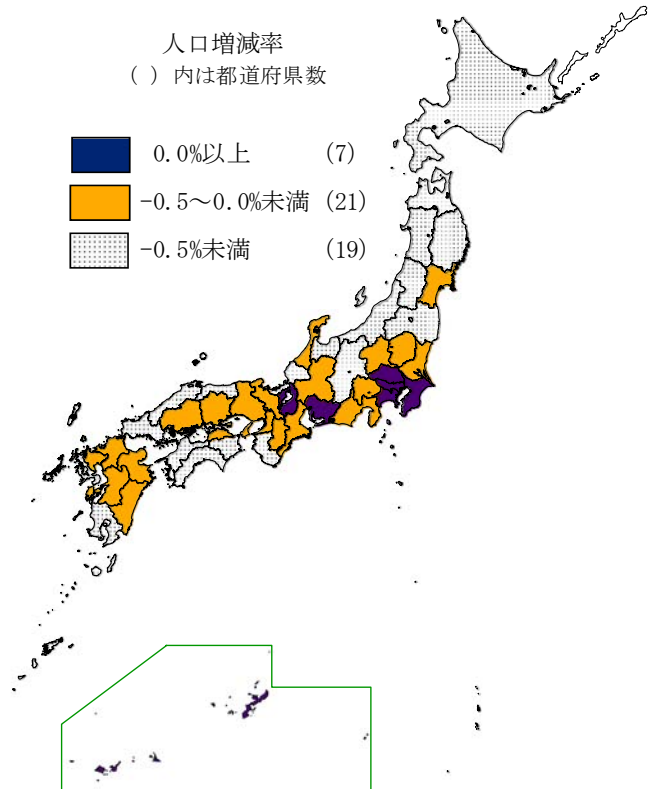 人口増減率
( ) 内は都道府県数
0.0%以上 (7)
-0.5～0.0%未満 (21)
-0.5%未満 (19)